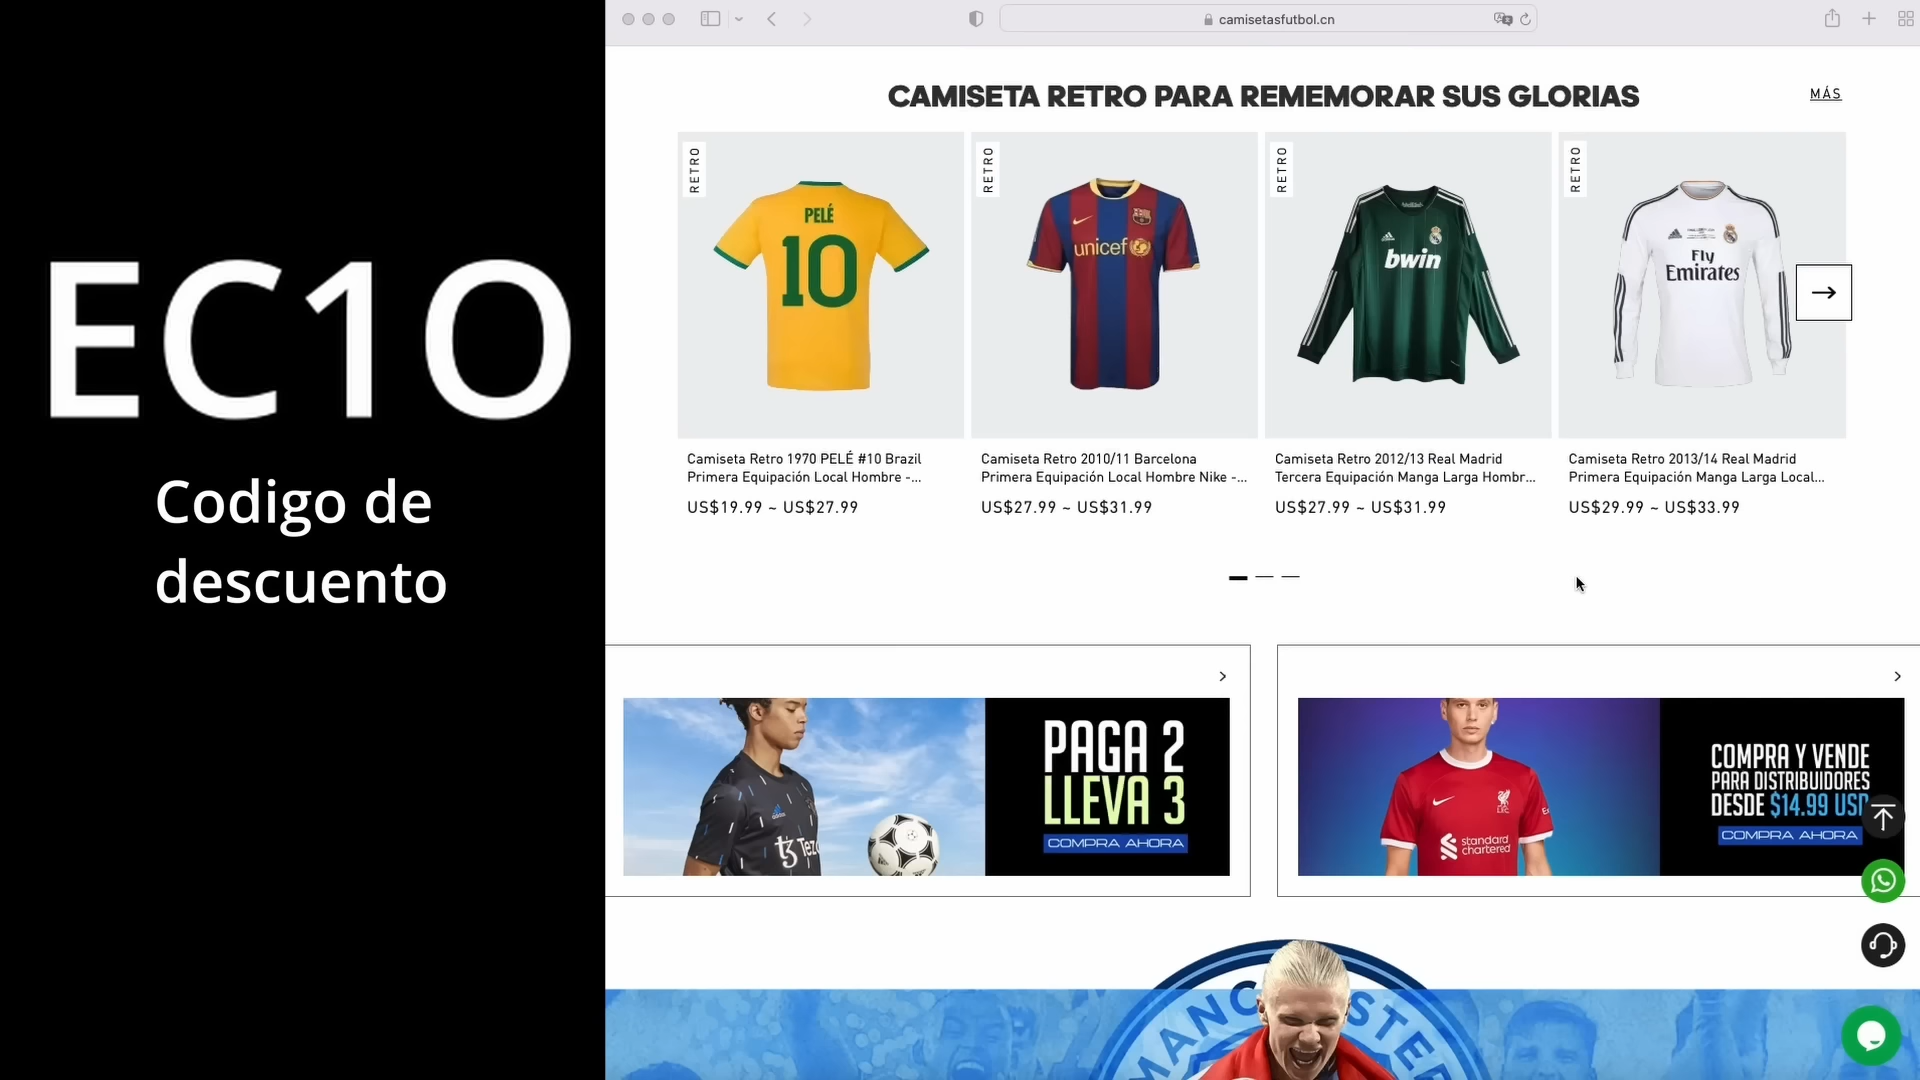 EC1O
Codigo de
descuento
camisetasfutbol.cn
CAMISETA RETRO PARA REMEMORAR SUS GLORIAS
MÁS
RETRO
RETRO
RETRO
RETRO
PELÉ
10
unicef
bwin
Fly
Emirates
Camiseta Retro 1970 PELÉ #10 Brazil
Primera Equipación Local Hombre -...
US$19.99 ~ US$27.99
Camiseta Retro 2010/11 Barcelona
Primera Equipación Local Hombre Nike -...
US$27.99 ~ US$31.99
Camiseta Retro 2012/13 Real Madrid
Tercera Equipación Manga Larga Hombr...
US$27.99 ~ US$31.99
Camiseta Retro 2013/14 Real Madrid
Primera Equipación Manga Larga Local...
US$29.99 ~ US$33.99
adidas
Tez
PAGA 2
LLEVA 3
COMPRA AHORA
standard
chartered
COMPRA Y VENDE
PARA DISTRIBUIDORES
DESDE $14.99 USD
COMPRA AHORA
MANC
STER